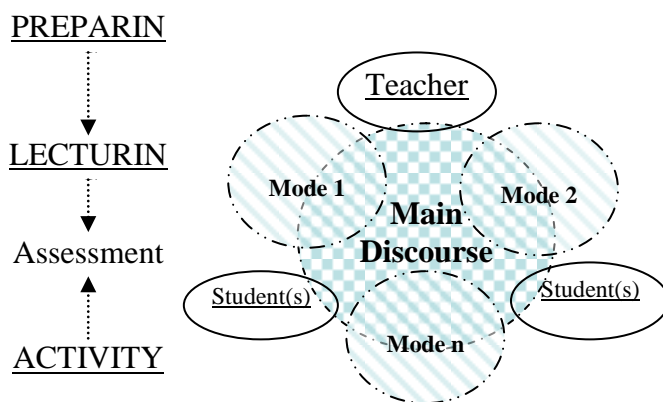 PREPARIN
LECTURIN
Assessment
ACTIVITY
Teacher
Mode 1
Mode 2
Main
Discourse
Student(s)
Student(s)
Mode n